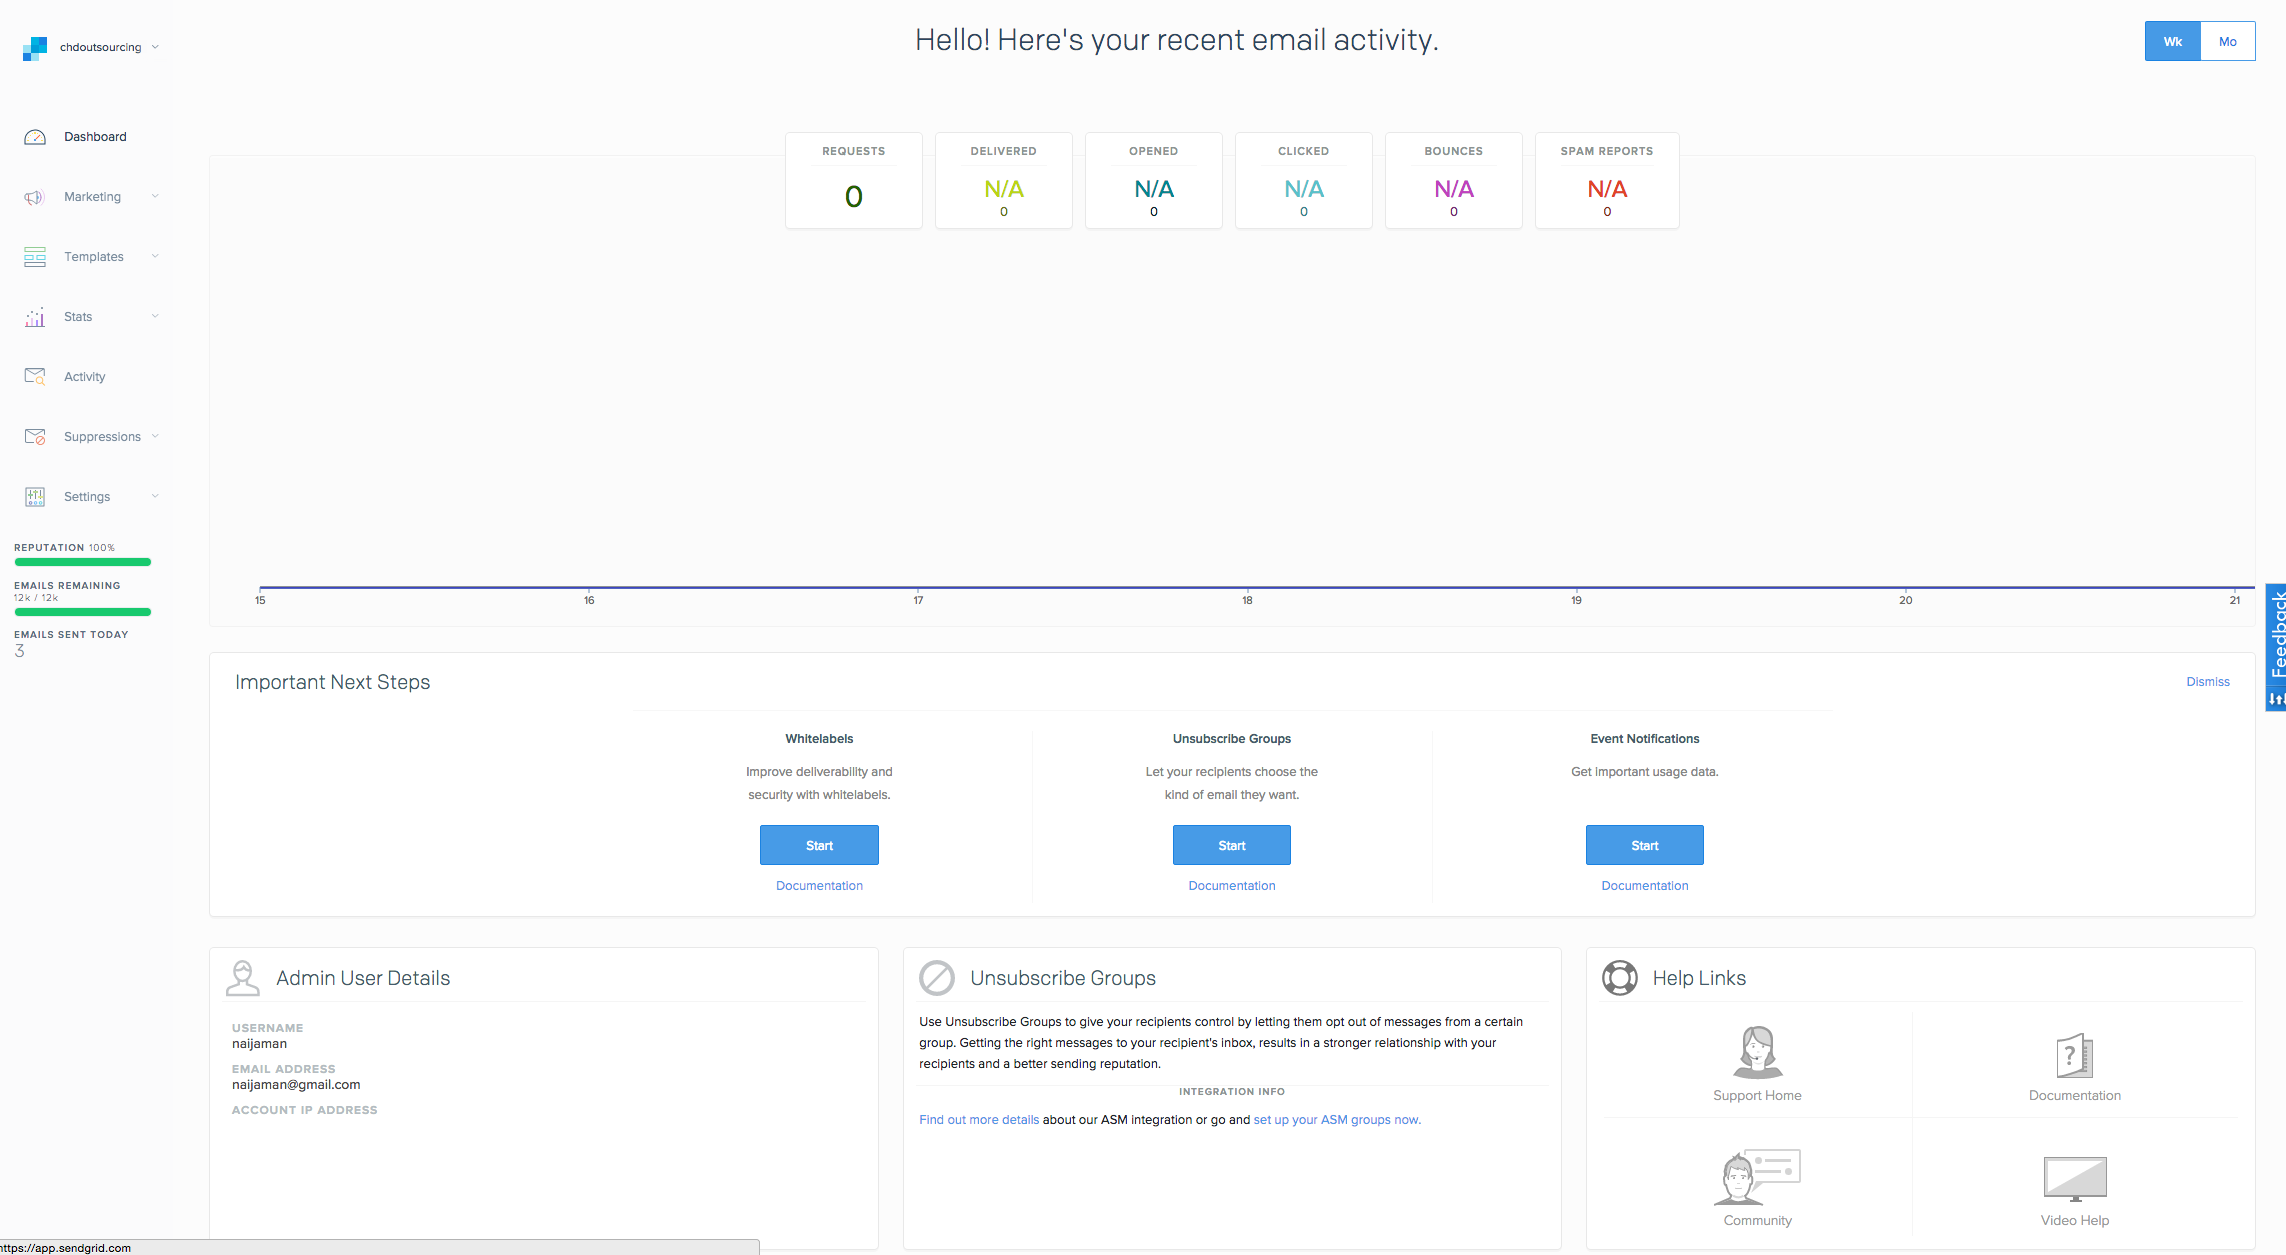 chdoutsourcing
Hello! Here's your recent email activity.
Wk
Mo
Dashboard
Marketing
Templates
Stats
Activity
Suppressions
Settings
REPUTATION 100%
EMAILS REMAINING
12k / 12k
EMAILS SENT TODAY
3
REQUESTS
0
DELIVERED
N/A
0
OPENED
N/A
0
CLICKED
N/A
0
BOUNCES
N/A
0
SPAM REPORTS
N/A
0
15 16 17 18 19 20 21
Feedback
Important Next Steps
Dismiss
Whitelabels
Improve deliverability and
security with whitelabels.
Start
Documentation
Unsubscribe Groups
Let your recipients choose the
kind of email they want.
Start
Documentation
Event Notifications
Get important usage data.
Start
Documentation
Admin User Details
USERNAME
naijaman
EMAIL ADDRESS
naijaman@gmail.com
ACCOUNT IP ADDRESS
Unsubscribe Groups
Use Unsubscribe Groups to give your recipients control by letting them opt out of messages from a certain
group. Getting the right messages to your recipient's inbox, results in a stronger relationship with your
recipients and a better sending reputation.
INTEGRATION INFO
Find out more details about our ASM integration or go and set up your ASM groups now.
Help Links
Support Home
Documentation
Community
Video Help
https://app.sendgrid.com